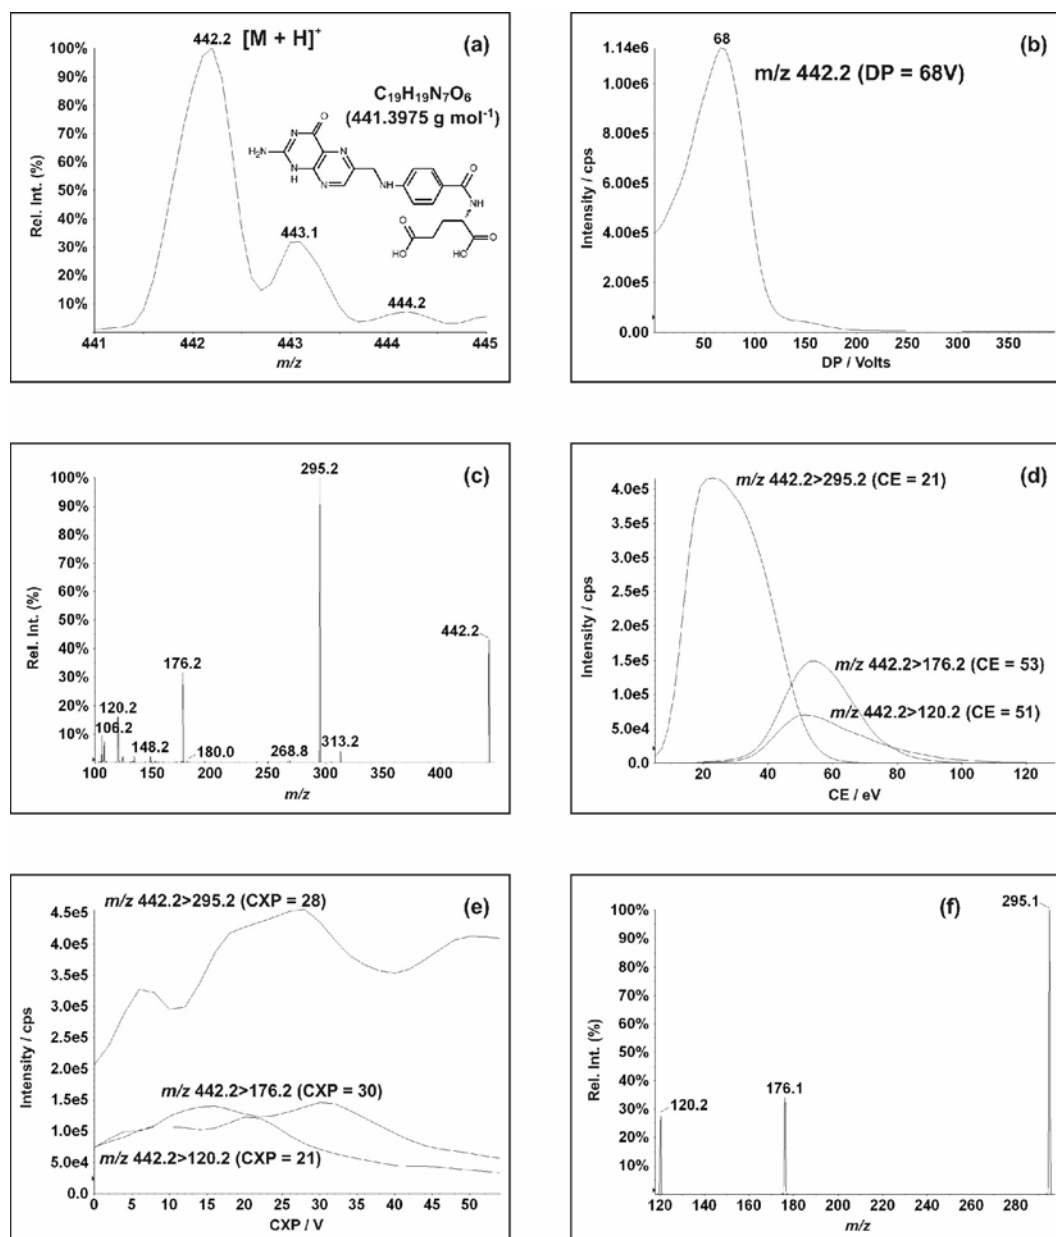 (a)
442.2 [M + H]⁺
C₁₉H₁₉N₇O₆
(441.3975 g mol⁻¹)
O
HN
N
H₂N
N
H
N
N
NH
O
NH
O
HO
O
HO
443.1
444.2
Rel. Int. (%)
100%
90%
80%
70%
60%
50%
40%
30%
20%
10%
441 442 443 444 445
m/z
(b)
68
m/z 442.2 (DP = 68V)
Intensity / cps
1.14e6
1.00e6
8.00e5
6.00e5
4.00e5
2.00e5
0.00
50 100 150 200 250 300 350
DP / Volts
(c)
295.2
442.2
176.2
120.2
106.2
148.2
180.0
268.8
313.2
Rel. Int. (%)
100%
90%
80%
70%
60%
50%
40%
30%
20%
10%
100 150 200 250 300 350 400
m/z
(d)
m/z 442.2>295.2 (CE = 21)
m/z 442.2>176.2 (CE = 53)
m/z 442.2>120.2 (CE = 51)
Intensity / cps
4.0e5
3.5e5
3.0e5
2.5e5
2.0e5
1.5e5
1.0e5
5.0e4
0.0
20 40 60 80 100 120
CE / eV
(e)
m/z 442.2>295.2 (CXP = 28)
m/z 442.2>176.2 (CXP = 30)
m/z 442.2>120.2 (CXP = 21)
Intensity / cps
4.5e5
4.0e5
3.5e5
3.0e5
2.5e5
2.0e5
1.5e5
1.0e5
5.0e4
0.0
0 5 10 15 20 25 30 35 40 45 50
CXP / V
(f)
295.1
176.1
120.2
Rel. Int. (%)
100%
90%
80%
70%
60%
50%
40%
30%
20%
10%
120 140 160 180 200 220 240 260 280
m/z